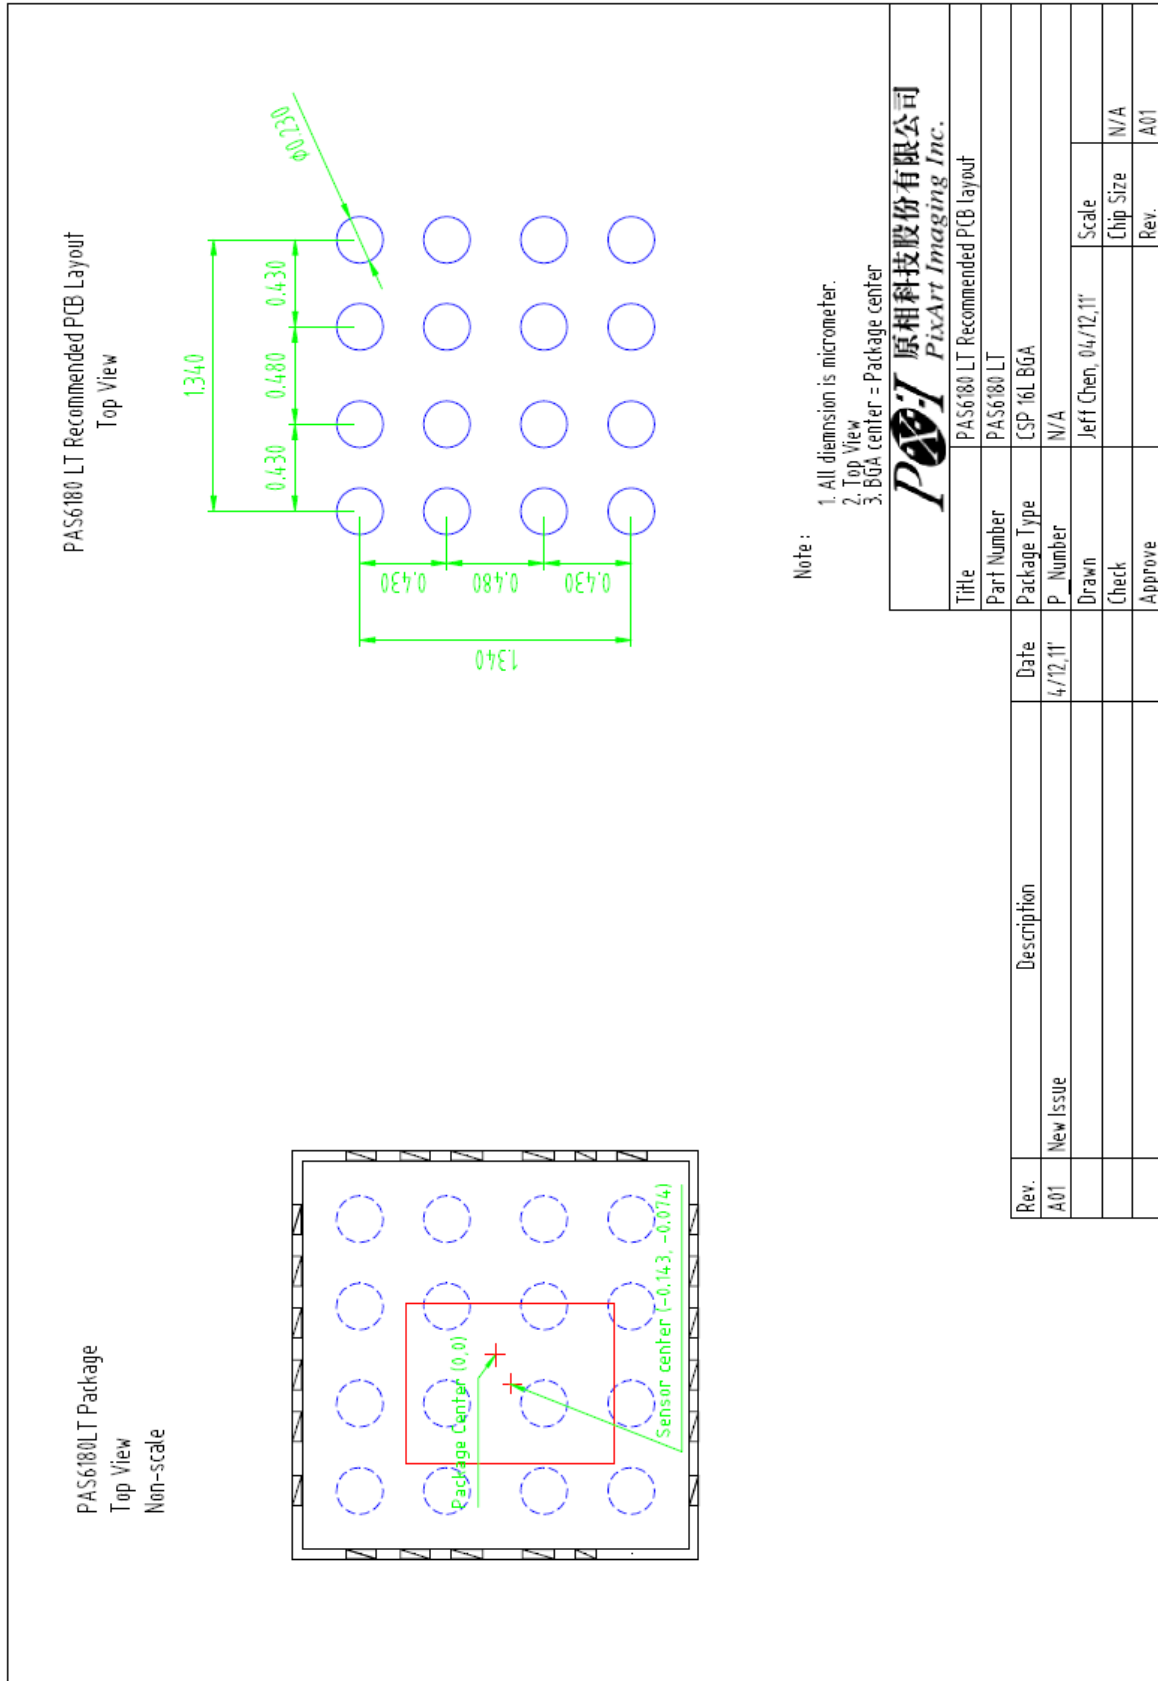 PAS6180LT Package
Top View
Non-scale
Package Center (0,0)
Sensor center (-0.143, -0.074)
PAS6180 LT Recommended PCB Layout
Top View
1.340
0.430
0.480
0.430
Φ0.230
0.430
0.480
0.430
1.340
Note :
1. All diemnsion is micrometer.
2. Top View
3. BGA center = Package center
原相科技股份有限公司
PixArt Imaging Inc.
Title PAS6180 LT Recommended PCB layout
Part Number PAS6180 LT
Package Type CSP 16L BGA
P_Number N/A
Drawn Jeff Chen, 04/12,11' Scale
Check Chip Size N/A
Approve Rev. A01
Rev. Description Date
A01 New Issue 4/12,11'